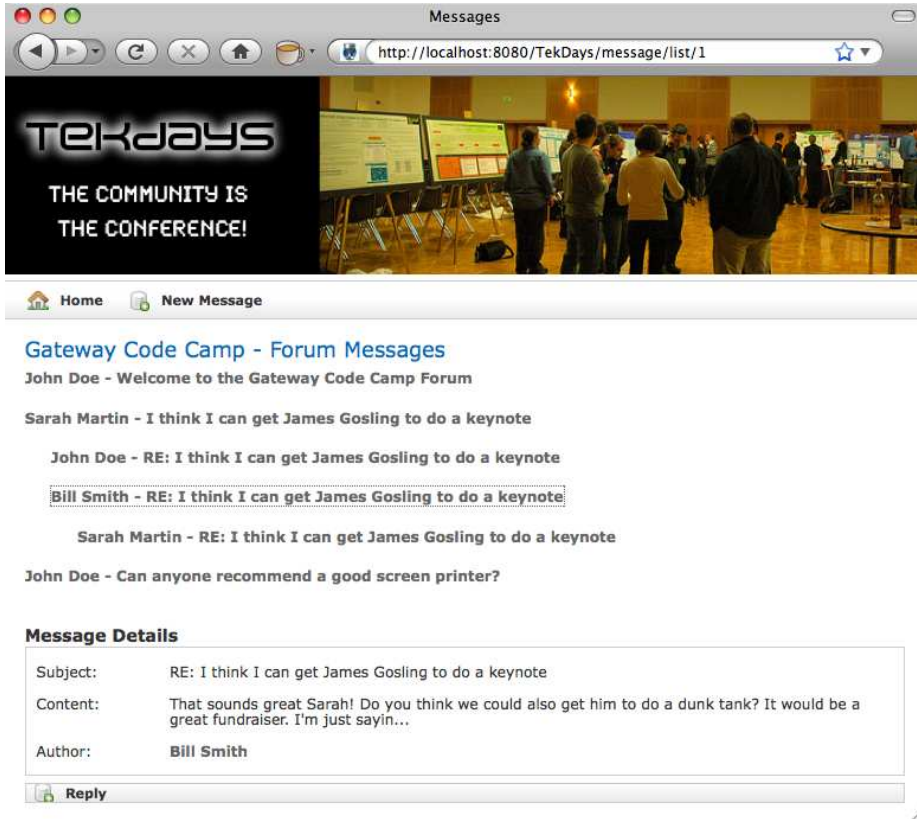 Messages
http://localhost:8080/TekDays/message/list/1
TEKDAYS
THE COMMUNITY IS
THE CONFERENCE!
Home New Message
Gateway Code Camp - Forum Messages
John Doe - Welcome to the Gateway Code Camp Forum
Sarah Martin - I think I can get James Gosling to do a keynote
John Doe - RE: I think I can get James Gosling to do a keynote
Bill Smith - RE: I think I can get James Gosling to do a keynote
Sarah Martin - RE: I think I can get James Gosling to do a keynote
John Doe - Can anyone recommend a good screen printer?
Message Details
Subject: RE: I think I can get James Gosling to do a keynote
Content: That sounds great Sarah! Do you think we could also get him to do a dunk tank? It would be a
great fundraiser. I'm just sayin...
Author: Bill Smith
Reply